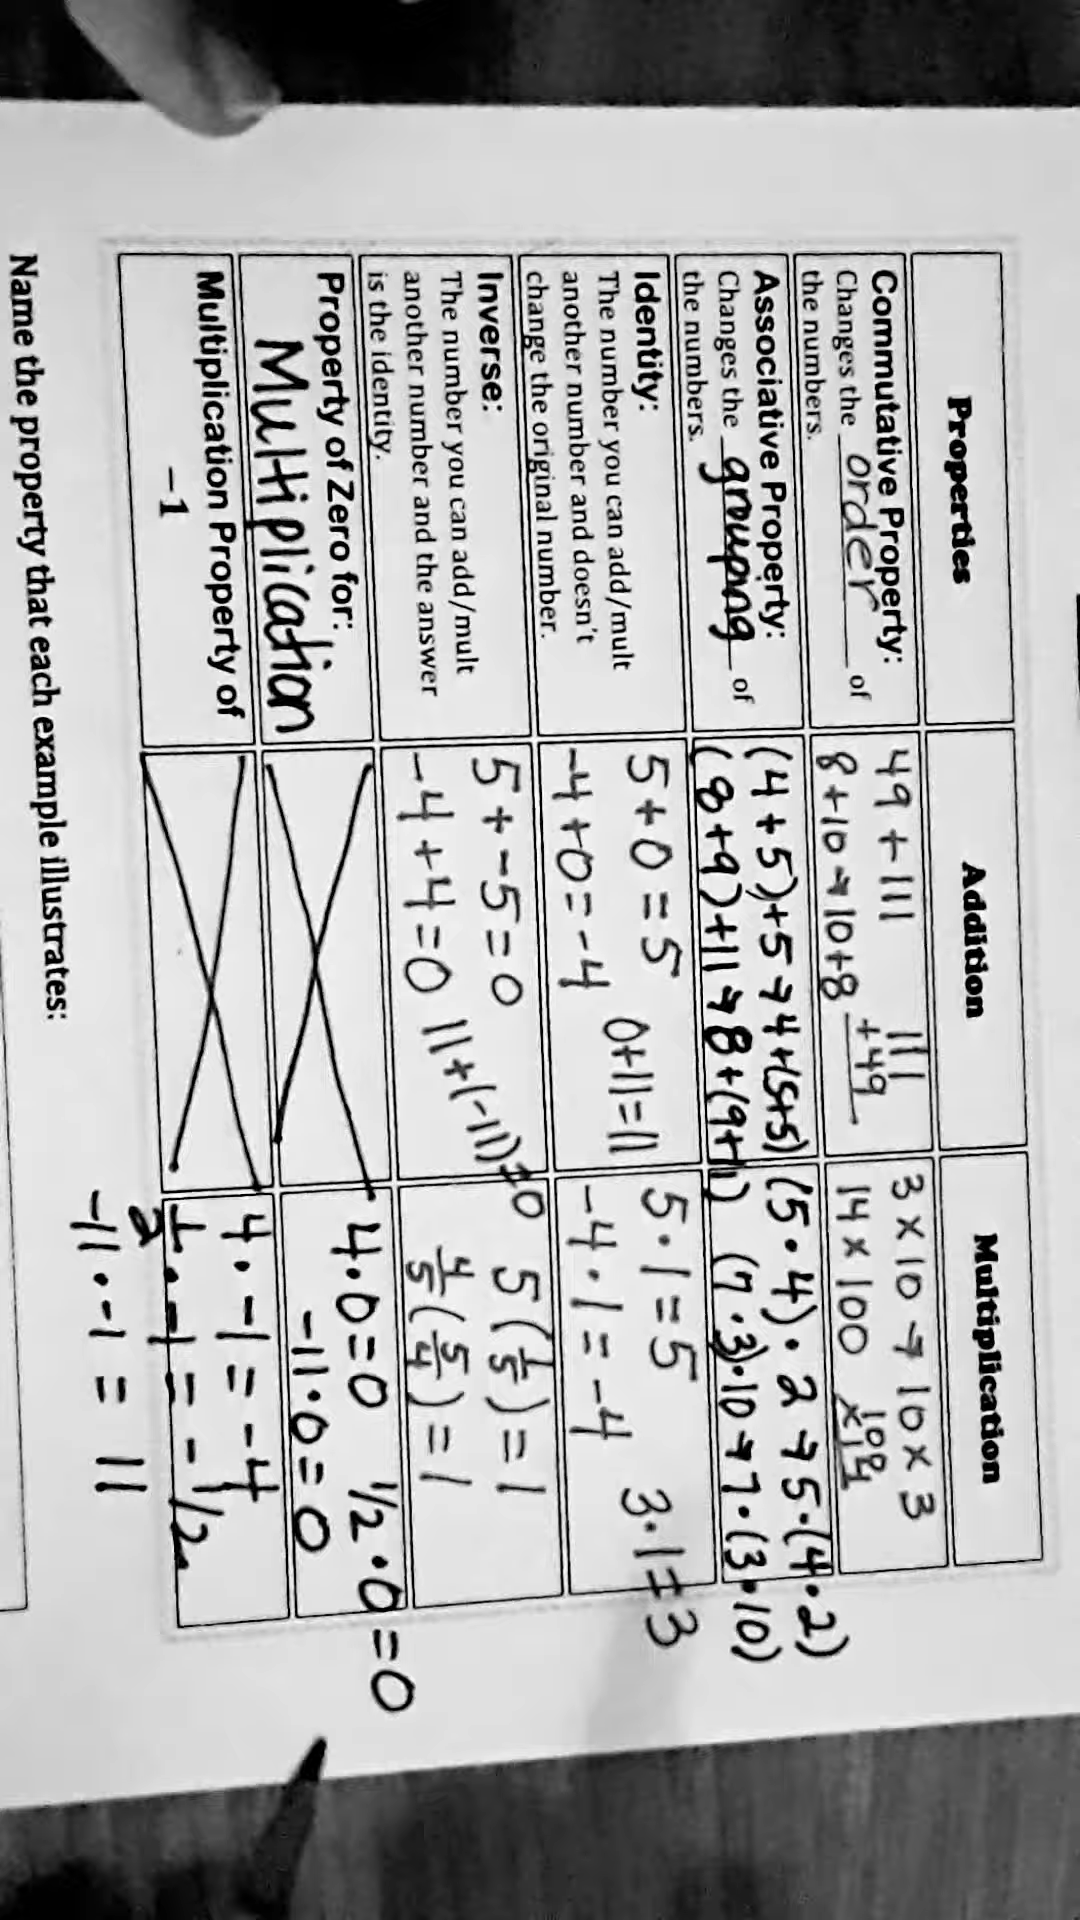 Properties
Addition
Multiplication
Commutative Property:
Changes the order of
the numbers.
49 + 111
111
+49
8+10 → 10+8
3 × 10 → 10 × 3
14 × 100
100
×14
Associative Property:
Changes the grouping of
the numbers.
(4+5)+5 → 4+(5+5)
(8+9)+11 → 8+(9+11)
(5·4)·2 → 5·(4·2)
(7·3)·10 → 7·(3·10)
Identity:
The number you can add/mult
another number and doesn't
change the original number.
5+0=5
0+11=11
-4+0=-4
5·1=5
-4·1=-4
3·1=3
Inverse:
The number you can add/mult
another number and the answer
is the identity.
5+-5=0
-4+4=0
11+(-11)=0
5(1/5)=1
4/5(5/4)=1
Property of Zero for:
Multiplication
4·0=0
1/2·0=0
-11·0=0
Multiplication Property of
-1
4·-1=-4
1/2·-1=-1/2
-11·-1=11
Name the property that each example illustrates: